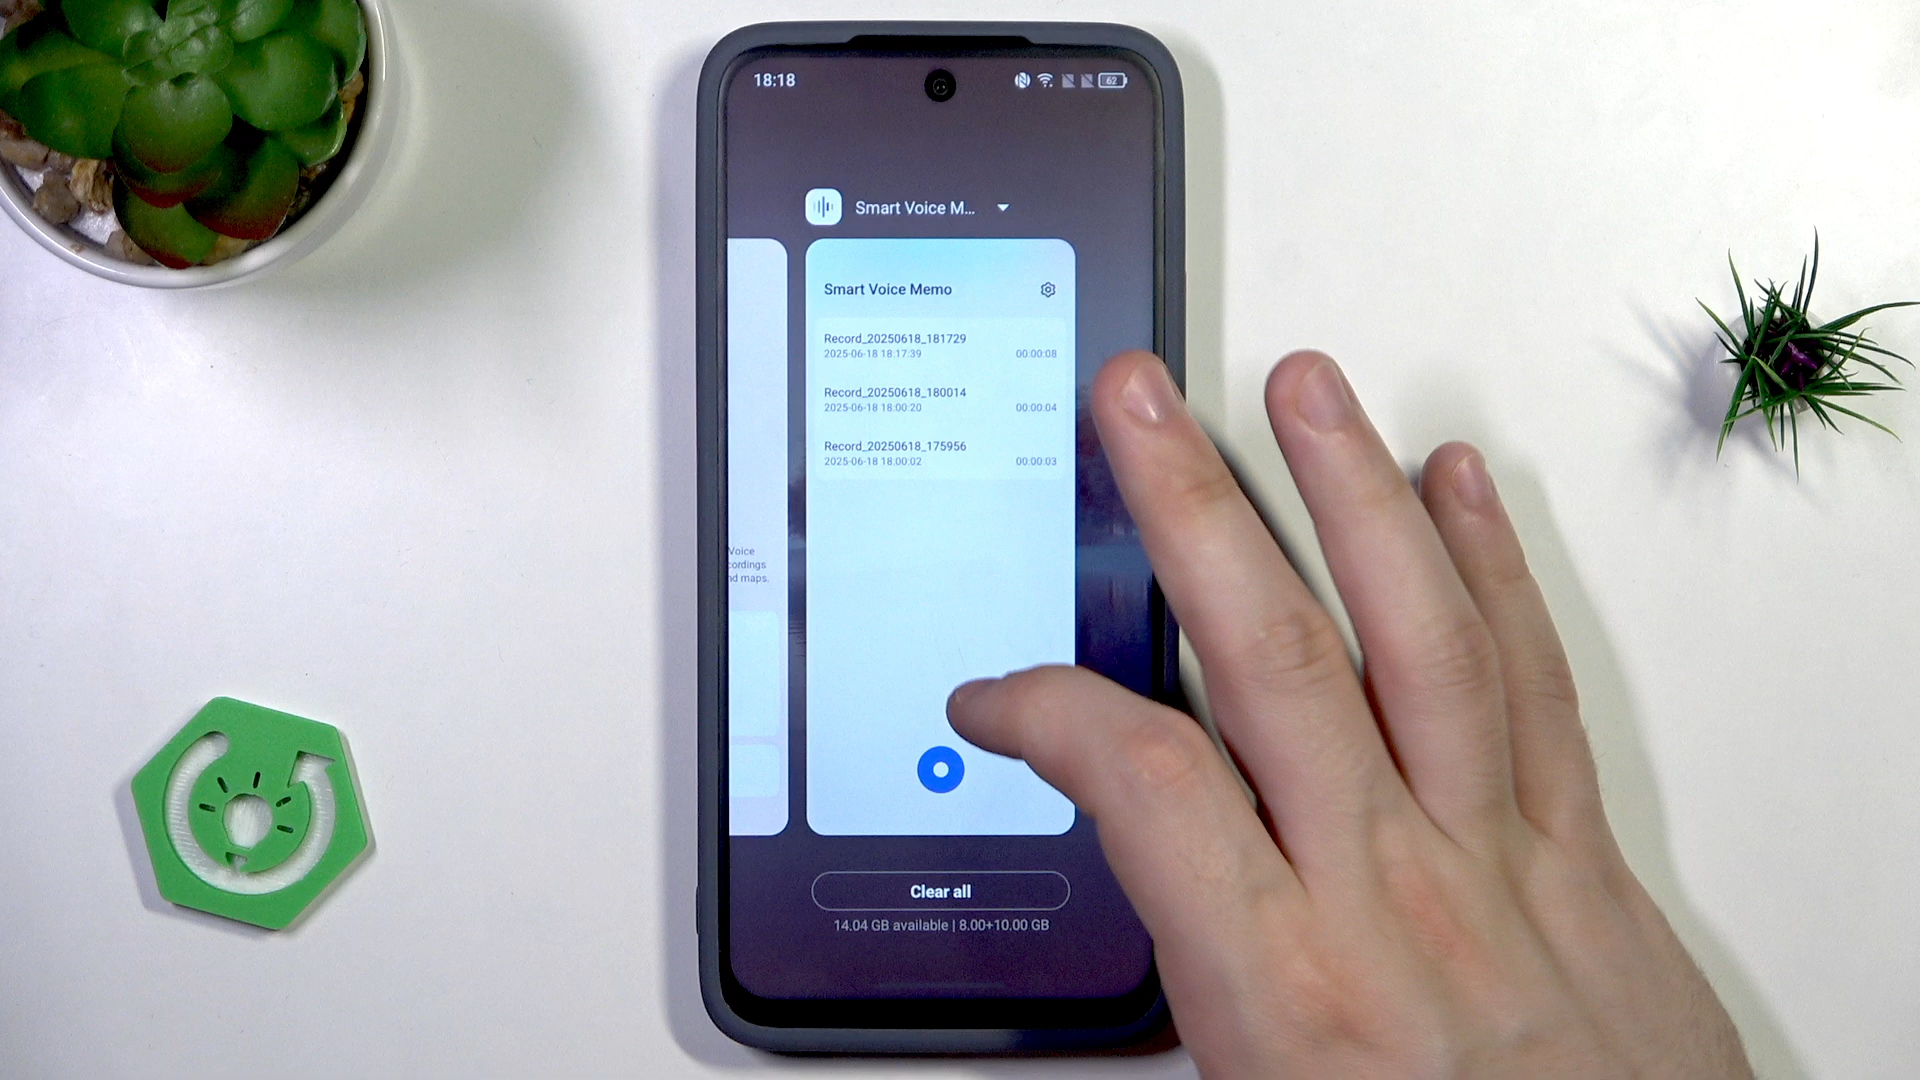 18:18
62
Smart Voice M...
Smart Voice Memo
Record_20250618_181729
2025-06-18 18:17:39
00:00:08
Record_20250618_180014
2025-06-18 18:00:20
00:00:04
Record_20250618_175956
2025-06-18 18:00:02
00:00:03
Voice
cordings
nd maps.
Clear all
14.04 GB available | 8.00+10.00 GB